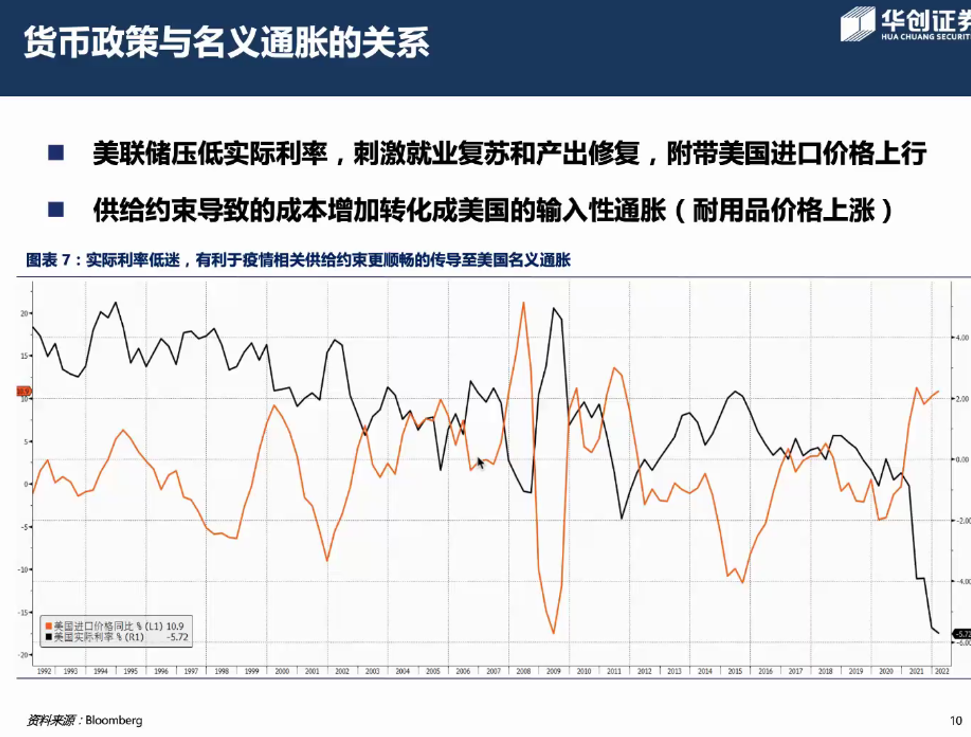 货币政策与名义通胀的关系
华创证券
HUA CHUANG SECURIT
■ 美联储压低实际利率，刺激就业复苏和产出修复，附带美国进口价格上行
■ 供给约束导致的成本增加转化成美国的输入性通胀（耐用品价格上涨）
图表 7：实际利率低迷，有利于疫情相关供给约束更顺畅的传导至美国名义通胀
20
15
10.9
10
5
0
-5
-10
-15
-20
4.00
2.00
0.00
-2.00
-4.00
-5.72
-6.00
美国进口价格同比 % (L1) 10.9
美国实际利率 % (R1) -5.72
1992 1993 1994 1995 1996 1997 1998 1999 2000 2001 2002 2003 2004 2005 2006 2007 2008 2009 2010 2011 2012 2013 2014 2015 2016 2017 2018 2019 2020 2021 2022
资料来源：Bloomberg
10